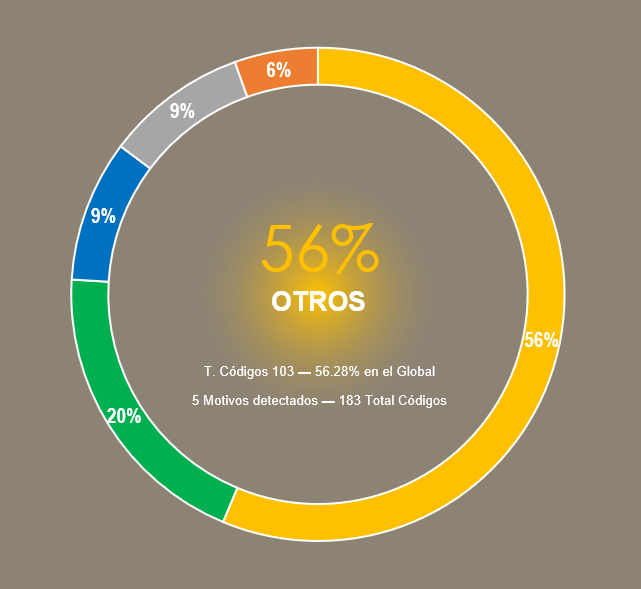 6%
9%
9%
56%
OTROS
56%
T. Códigos 103 — 56.28% en el Global
5 Motivos detectados — 183 Total Códigos
20%